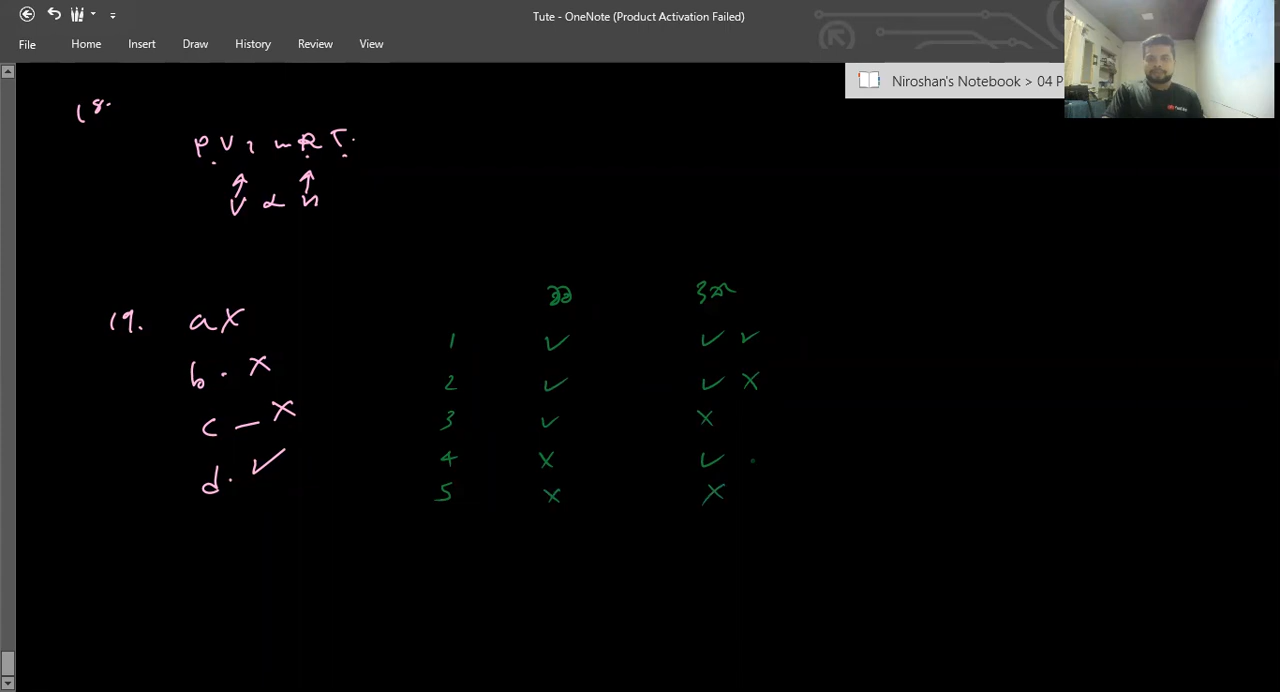 Tute - OneNote (Product Activation Failed)
File Home Insert Draw History Review View
Niroshan's Notebook > 04 P
18.
PV = nRT.
V α n
19. a X
b. X
c – X
d. ✓
1 ✓ ✓ ✓
2 ✓ ✓ X
3 ✓ X
4 X ✓
5 X X